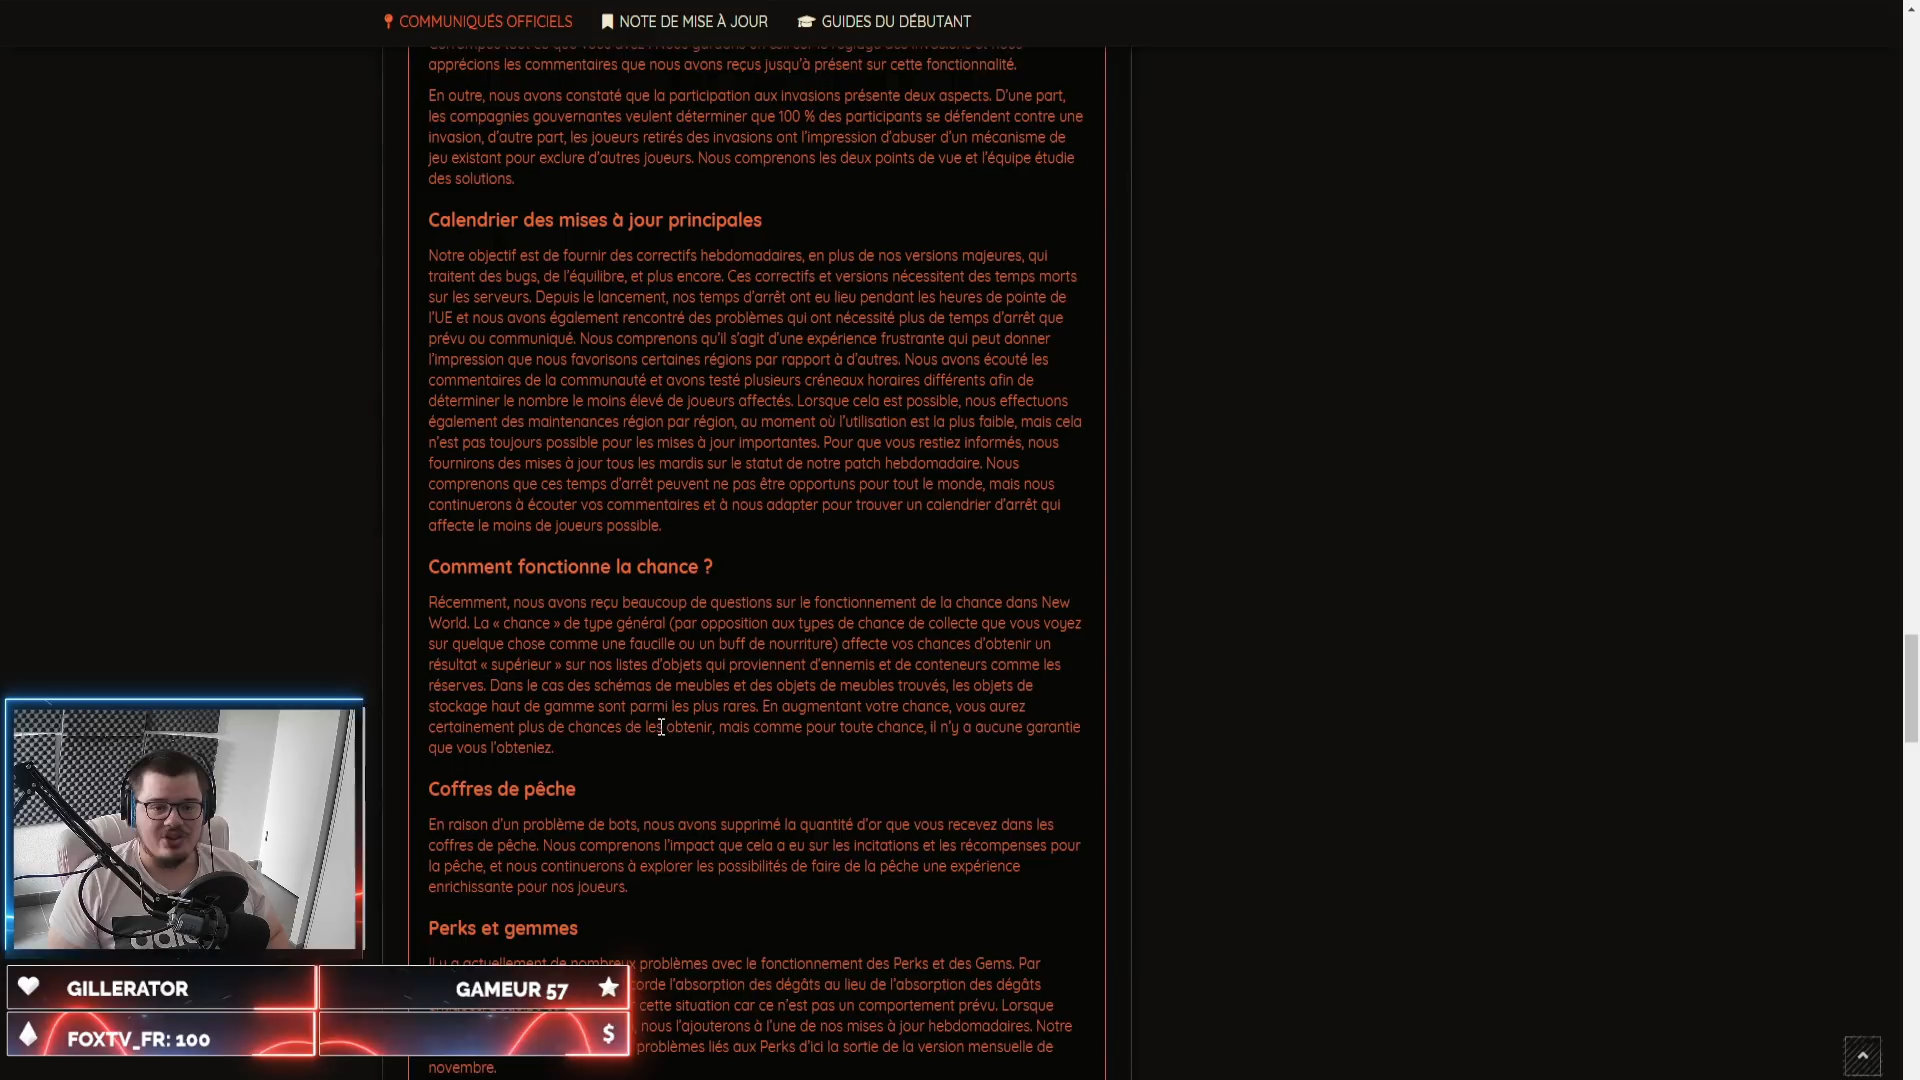 COMMUNIQUÉS OFFICIELS
NOTE DE MISE À JOUR
GUIDES DU DÉBUTANT
apprécions les commentaires que nous avons reçus jusqu'à présent sur cette fonctionnalité.
En outre, nous avons constaté que la participation aux invasions présente deux aspects. D'une part,
les compagnies gouvernantes veulent déterminer que 100 % des participants se défendent contre une
invasion, d'autre part, les joueurs retirés des invasions ont l'impression d'abuser d'un mécanisme de
jeu existant pour exclure d'autres joueurs. Nous comprenons les deux points de vue et l'équipe étudie
des solutions.
Calendrier des mises à jour principales
Notre objectif est de fournir des correctifs hebdomadaires, en plus de nos versions majeures, qui
traitent des bugs, de l'équilibre, et plus encore. Ces correctifs et versions nécessitent des temps morts
sur les serveurs. Depuis le lancement, nos temps d'arrêt ont eu lieu pendant les heures de pointe de
l'UE et nous avons également rencontré des problèmes qui ont nécessité plus de temps d'arrêt que
prévu ou communiqué. Nous comprenons qu'il s'agit d'une expérience frustrante qui peut donner
l'impression que nous favorisons certaines régions par rapport à d'autres. Nous avons écouté les
commentaires de la communauté et avons testé plusieurs créneaux horaires différents afin de
déterminer le nombre le moins élevé de joueurs affectés. Lorsque cela est possible, nous effectuons
également des maintenances région par région, au moment où l'utilisation est la plus faible, mais cela
n'est pas toujours possible pour les mises à jour importantes. Pour que vous restiez informés, nous
fournirons des mises à jour tous les mardis sur le statut de notre patch hebdomadaire. Nous
comprenons que ces temps d'arrêt peuvent ne pas être opportuns pour tout le monde, mais nous
continuerons à écouter vos commentaires et à nous adapter pour trouver un calendrier d'arrêt qui
affecte le moins de joueurs possible.
Comment fonctionne la chance ?
Récemment, nous avons reçu beaucoup de questions sur le fonctionnement de la chance dans New
World. La « chance » de type général (par opposition aux types de chance de collecte que vous voyez
sur quelque chose comme une faucille ou un buff de nourriture) affecte vos chances d'obtenir un
résultat « supérieur » sur nos listes d'objets qui proviennent d'ennemis et de conteneurs comme les
réserves. Dans le cas des schémas de meubles et des objets de meubles trouvés, les objets de
stockage haut de gamme sont parmi les plus rares. En augmentant votre chance, vous aurez
certainement plus de chances de les obtenir, mais comme pour toute chance, il n'y a aucune garantie
que vous l'obteniez.
Coffres de pêche
En raison d'un problème de bots, nous avons supprimé la quantité d'or que vous recevez dans les
coffres de pêche. Nous comprenons l'impact que cela a eu sur les incitations et les récompenses pour
la pêche, et nous continuerons à explorer les possibilités de faire de la pêche une expérience
enrichissante pour nos joueurs.
Perks et gemmes
Il y a actuellement de nombreux problèmes avec le fonctionnement des Perks et des Gems. Par
corde l'absorption des dégâts au lieu de l'absorption des dégâts
cette situation car ce n'est pas un comportement prévu. Lorsque
nous l'ajouterons à l'une de nos mises à jour hebdomadaires. Notre
problèmes liés aux Perks d'ici la sortie de la version mensuelle de
novembre.
adidas
GILLERATOR
GAMEUR 57
FOXTV_FR: 100
$